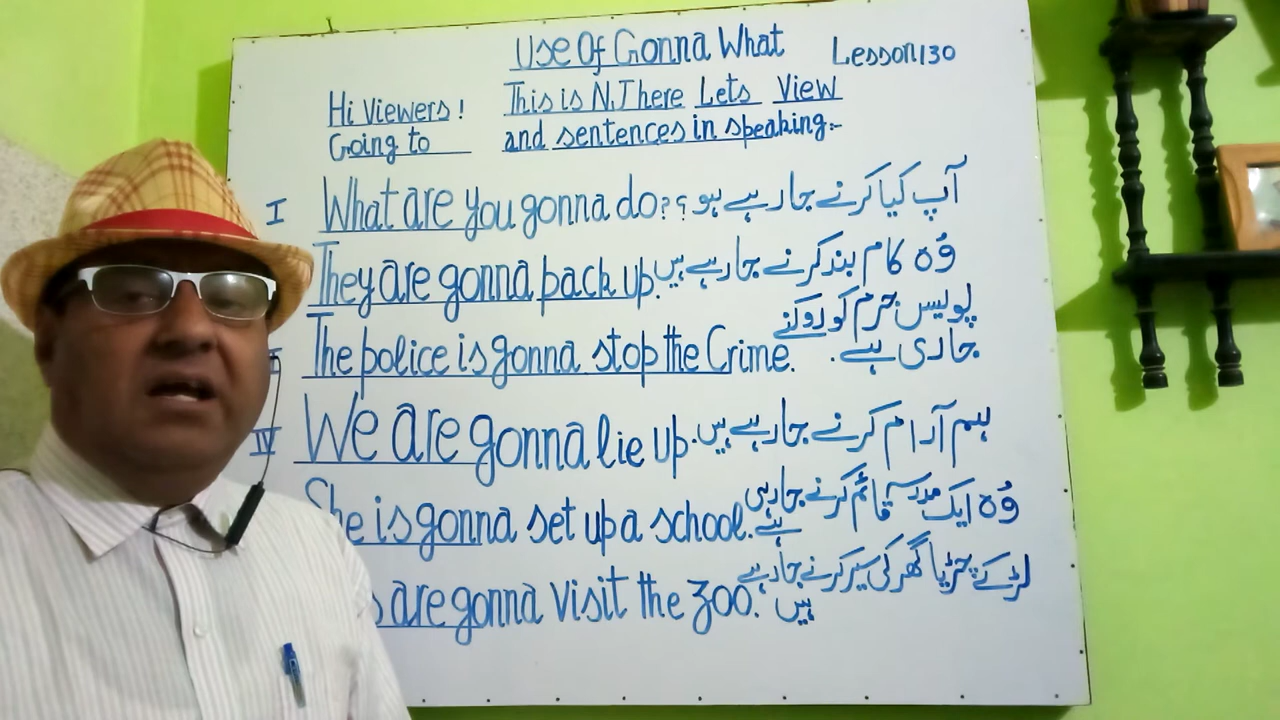 Use Of Gonna What Lesson 130
Hi Viewers! This is N.J here Lets View
Going to and sentences in speaking:-
I What are you gonna do?? آپ کیا کرنے جا رہے ہو؟
They are gonna pack up. وُہ کام بند کرنے جا رہے ہیں
پولیس جرم کو روکنے
The police is gonna stop the Crime. جا رہی ہے.
IV We are gonna lie up. ہم آرام کرنے جا رہے ہیں.
She is gonna set up a school. وُہ ایک مدرسہ قائم کرنے جا رہی
ہے
لڑکے چڑیا گھر کی سیر کرنے جا رہے
are gonna visit the zoo. ہیں